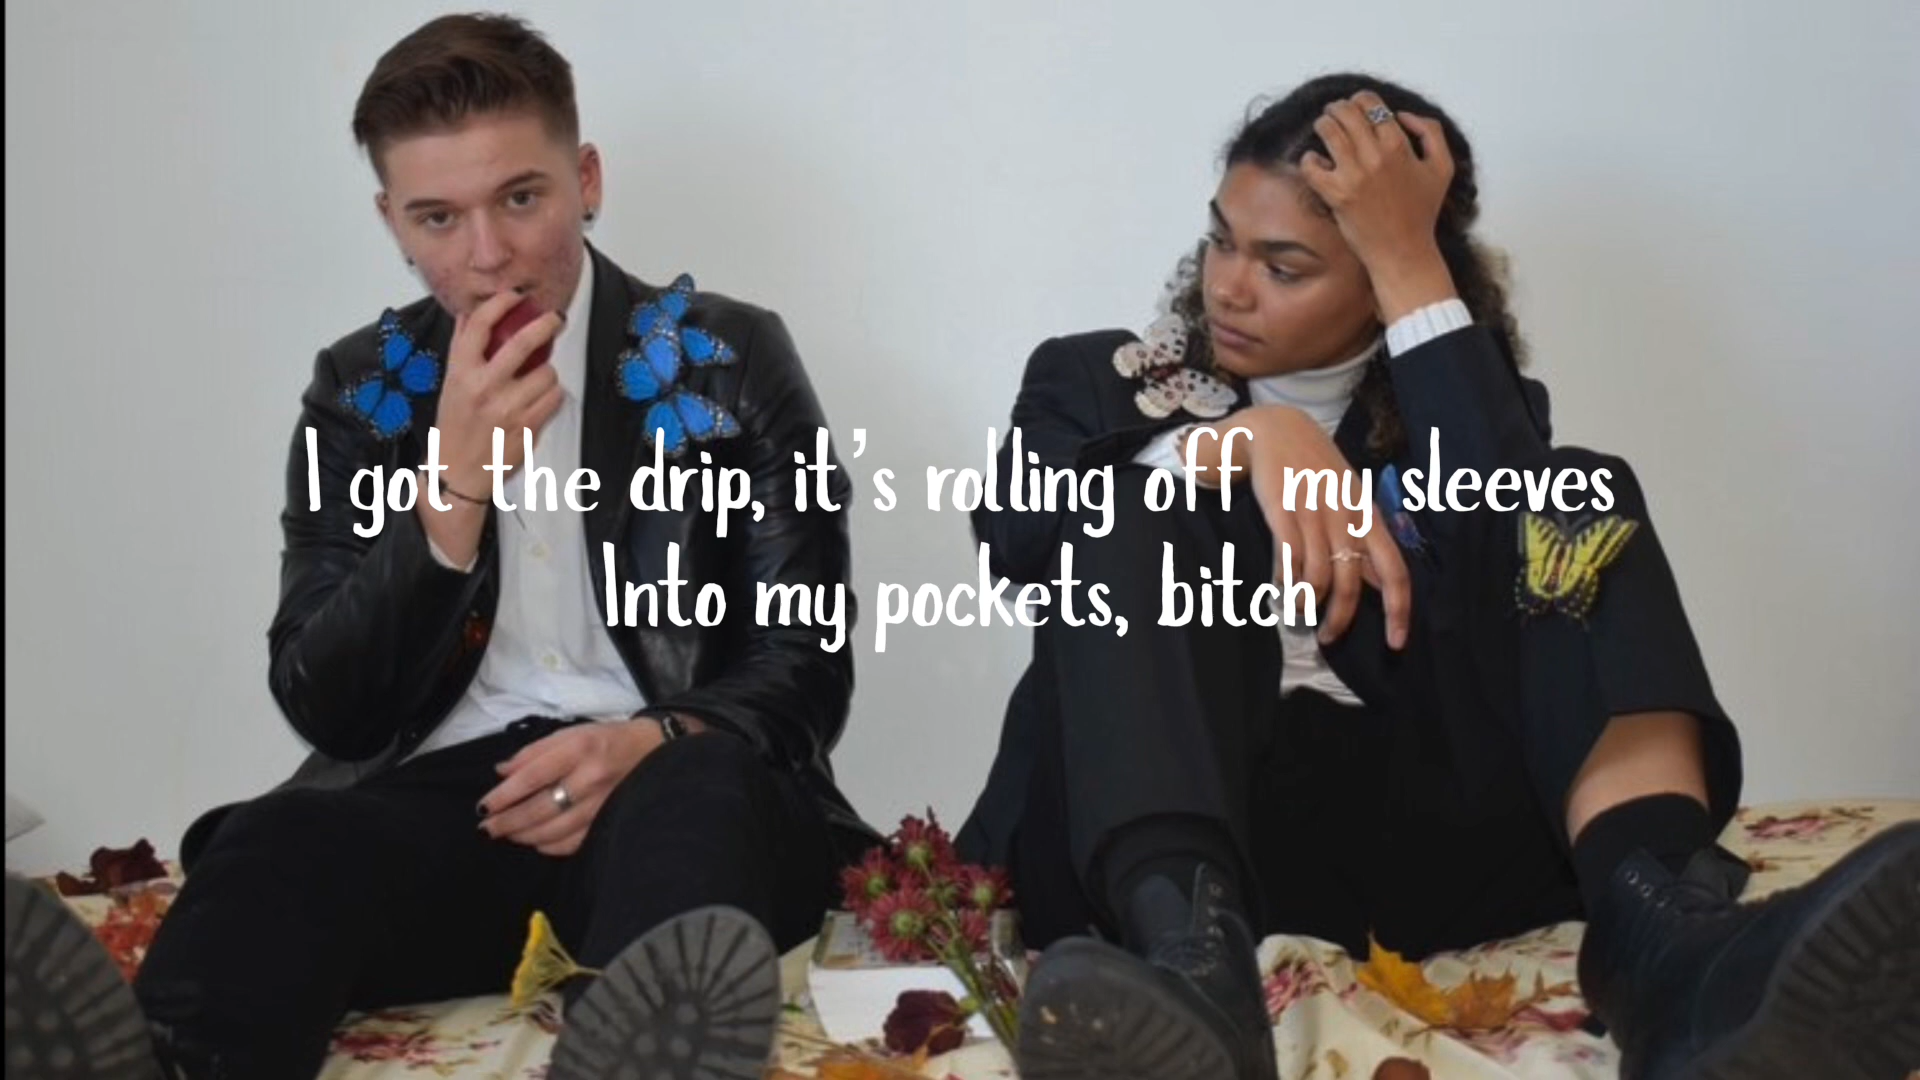 I got the drip, it's rolling off my sleeves
Into my pockets, bitch